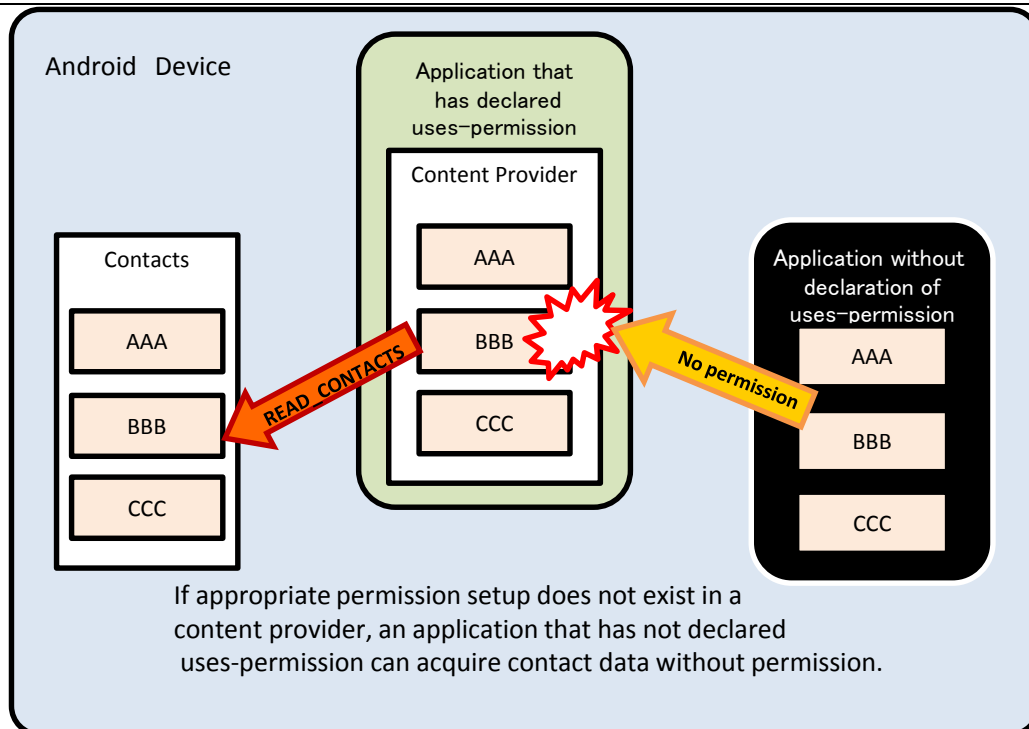 Android Device
Application that
has declared
uses-permission
Content Provider
AAA
BBB
CCC
Contacts
AAA
BBB
CCC
READ_CONTACTS
No permission
Application without
declaration of
uses-permission
AAA
BBB
CCC
If appropriate permission setup does not exist in a
content provider, an application that has not declared
uses-permission can acquire contact data without permission.